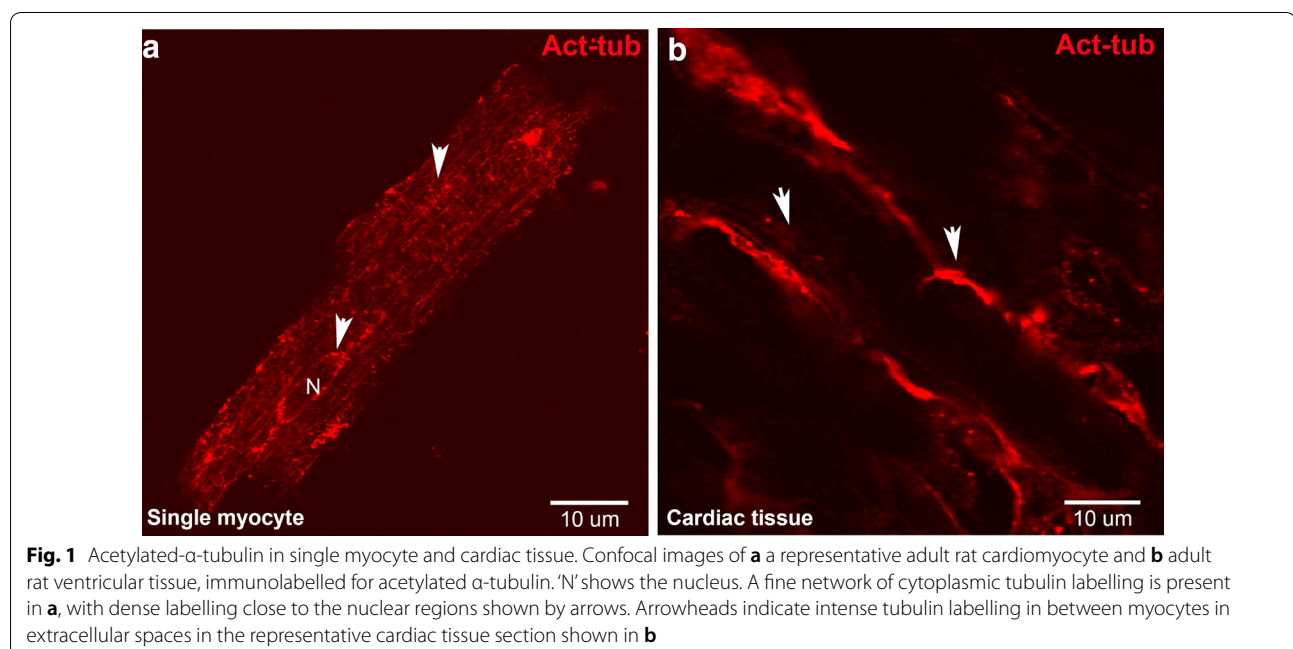 a
Act-tub
N
Single myocyte
10 um
b
Act-tub
Cardiac tissue
10 um
Fig. 1 Acetylated-α-tubulin in single myocyte and cardiac tissue. Confocal images of a a representative adult rat cardiomyocyte and b adult
rat ventricular tissue, immunolabelled for acetylated α-tubulin. 'N' shows the nucleus. A fine network of cytoplasmic tubulin labelling is present
in a, with dense labelling close to the nuclear regions shown by arrows. Arrowheads indicate intense tubulin labelling in between myocytes in
extracellular spaces in the representative cardiac tissue section shown in b